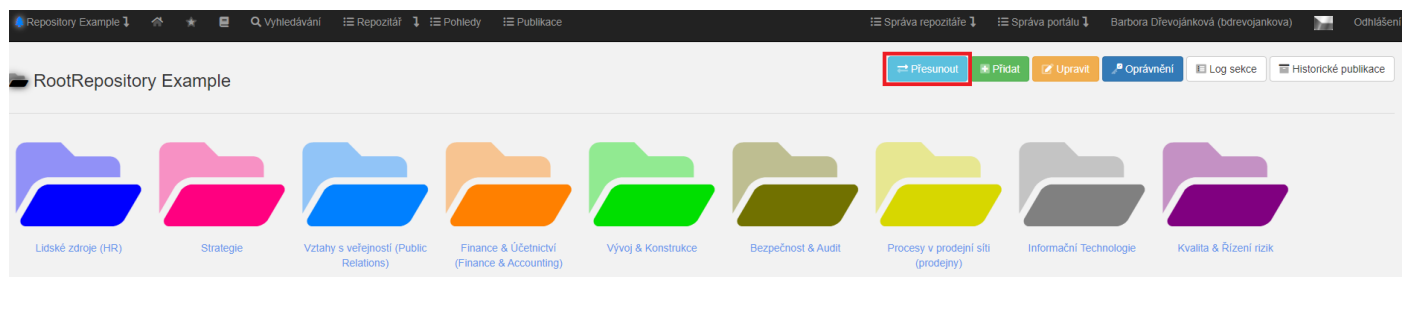 Repository Example Vyhledávání Repozitář Pohledy Publikace Správa repozitáře Správa portálu Barbora Dřevojánková (bdrevojankova) Odhlášení
RootRepository Example Přesunout Přidat Upravit Oprávnění Log sekce Historické publikace
Lidské zdroje (HR) Strategie Vztahy s veřejností (Public Finance & Účetnictví Vývoj & Konstrukce Bezpečnost & Audit Procesy v prodejní síti Informační Technologie Kvalita & Řízení rizik
Relations) (Finance & Accounting) (prodejny)